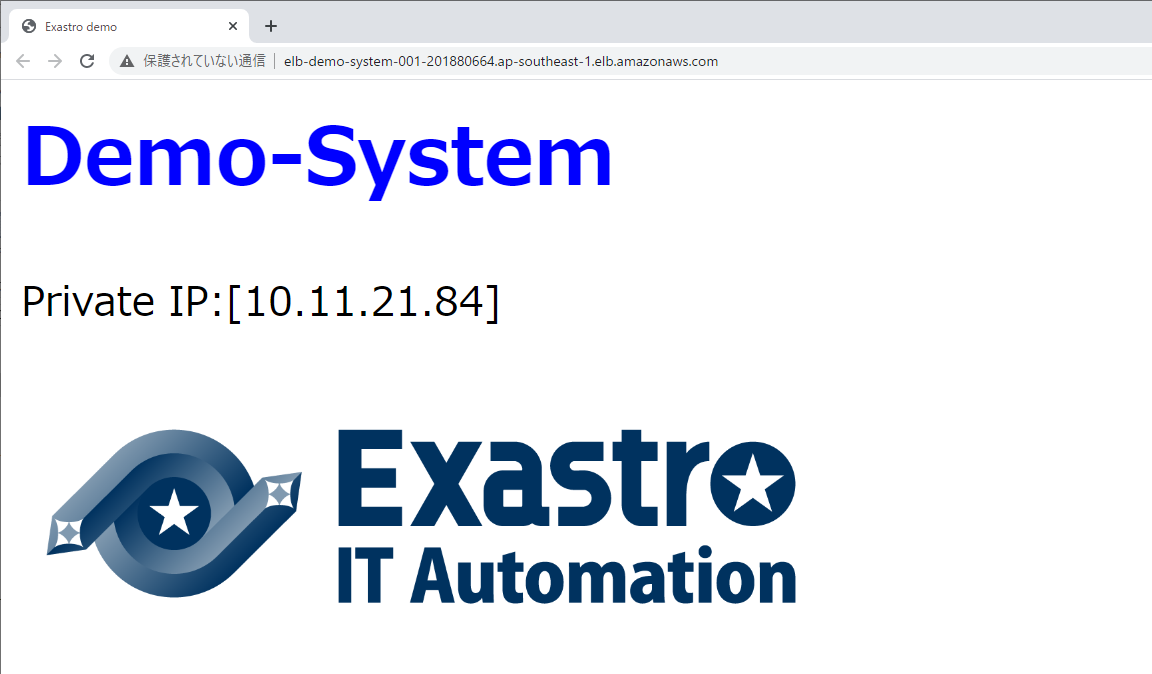 Exastro demo
保護されていない通信 | elb-demo-system-001-201880664.ap-southeast-1.elb.amazonaws.com
Demo-System
Private IP:[10.11.21.84]
Exastro
IT Automation